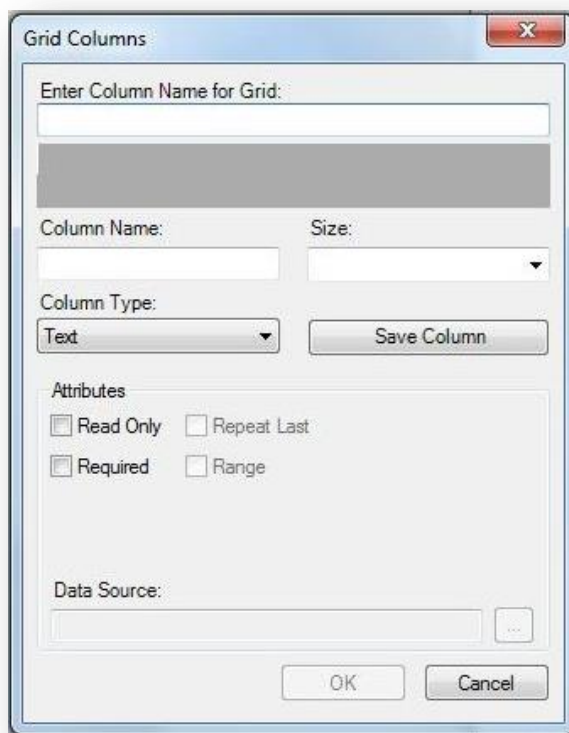 Grid Columns
Enter Column Name for Grid:
Column Name: Size:
Column Type:
Text Save Column
Attributes
Read Only Repeat Last
Required Range
Data Source:
...
OK Cancel